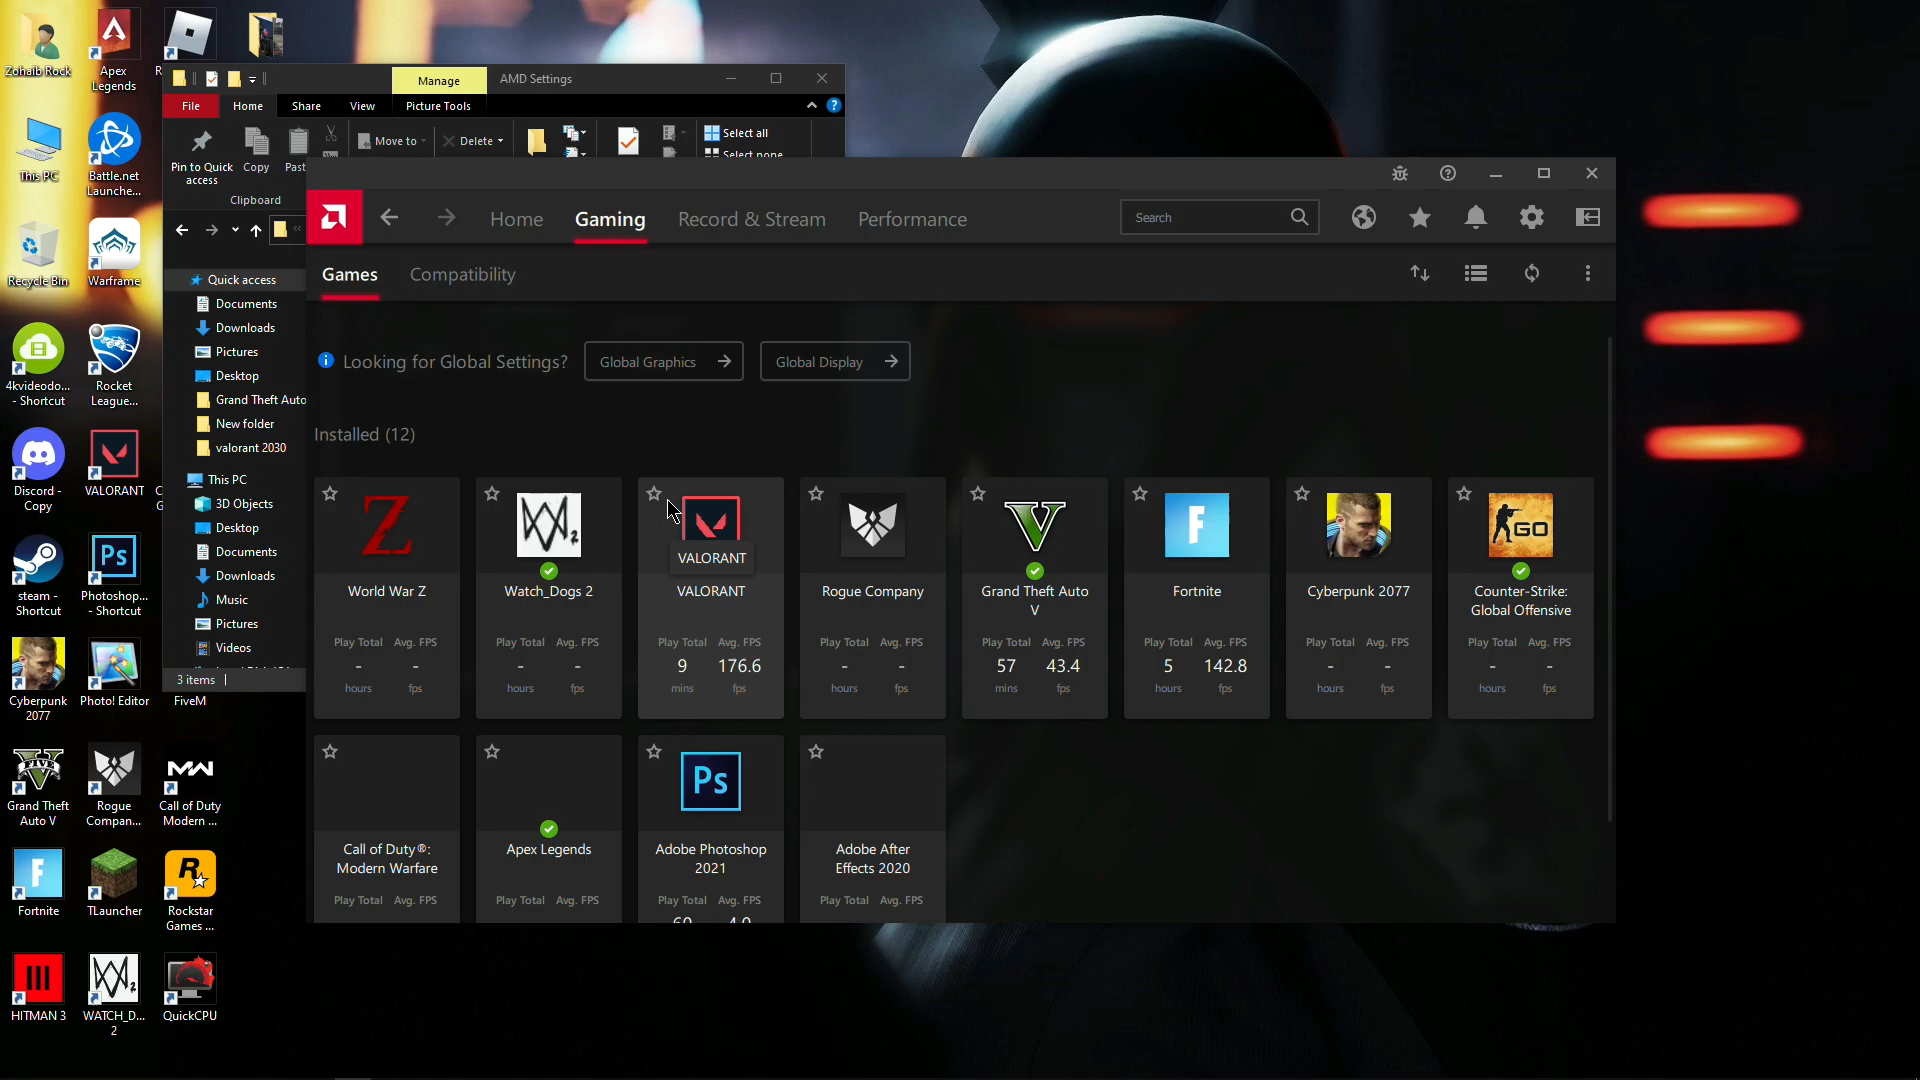 Zohaib Rock
Apex
Legends
R
This PC
Battle.net
Launche...
Recycle Bin
Warframe
4kvideodo...
- Shortcut
Rocket
League...
Discord -
Copy
VALORANT
C
G
steam -
Shortcut
Photoshop...
- Shortcut
Cyberpunk
2077
Photo! Editor
FiveM
Grand Theft
Auto V
Rogue
Compan...
Call of Duty
Modern ...
Fortnite
TLauncher
Rockstar
Games ...
HITMAN 3
WATCH_D...
2
QuickCPU
Manage
AMD Settings
File
Home
Share
View
Picture Tools
Pin to Quick
access
Copy
Past
Move to
Delete
Select all
Select none
Clipboard
Quick access
Documents
Downloads
Pictures
Desktop
Grand Theft Auto
New folder
valorant 2030
This PC
3D Objects
Desktop
Documents
Downloads
Music
Pictures
Videos
3 items
Home
Gaming
Record & Stream
Performance
Search
Games
Compatibility
Looking for Global Settings?
Global Graphics
Global Display
Installed (12)
Z
World War Z
Play Total Avg. FPS
- -
hours fps
Watch_Dogs 2
Play Total Avg. FPS
- -
hours fps
VALORANT
VALORANT
Play Total Avg. FPS
9 176.6
mins fps
Rogue Company
Play Total Avg. FPS
- -
hours fps
V
Grand Theft Auto
V
Play Total Avg. FPS
57 43.4
mins fps
F
Fortnite
Play Total Avg. FPS
5 142.8
hours fps
Cyberpunk 2077
Play Total Avg. FPS
- -
hours fps
GO
Counter-Strike:
Global Offensive
Play Total Avg. FPS
- -
hours fps
Call of Duty®:
Modern Warfare
Play Total Avg. FPS
Apex Legends
Play Total Avg. FPS
Ps
Adobe Photoshop
2021
Play Total Avg. FPS
60 4.0
Adobe After
Effects 2020
Play Total Avg. FPS